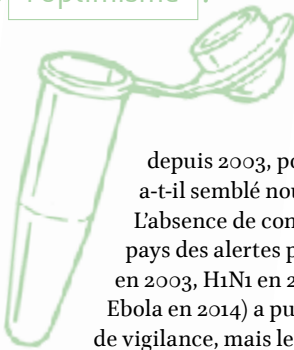 l'optimisme .
depuis 2003, po
a-t-il semblé nou
L'absence de con
pays des alertes p
en 2003, H1N1 en 2
Ebola en 2014) a pu
de vigilance, mais le